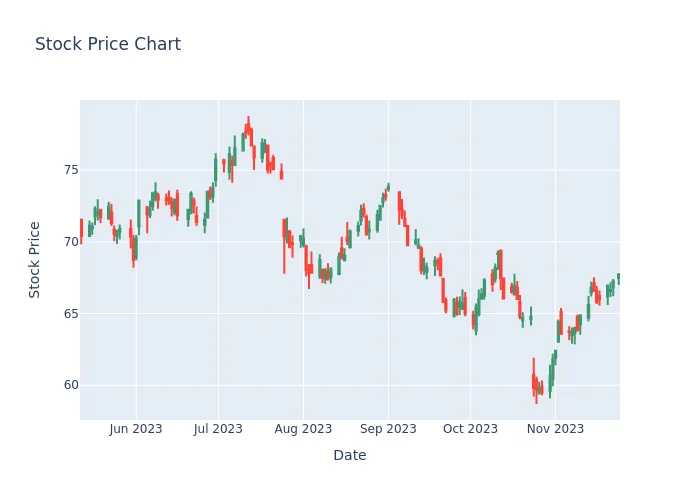 Stock Price Chart
75
70
65
60
Stock Price
Jun 2023
Jul 2023
Aug 2023
Sep 2023
Oct 2023
Nov 2023
Date